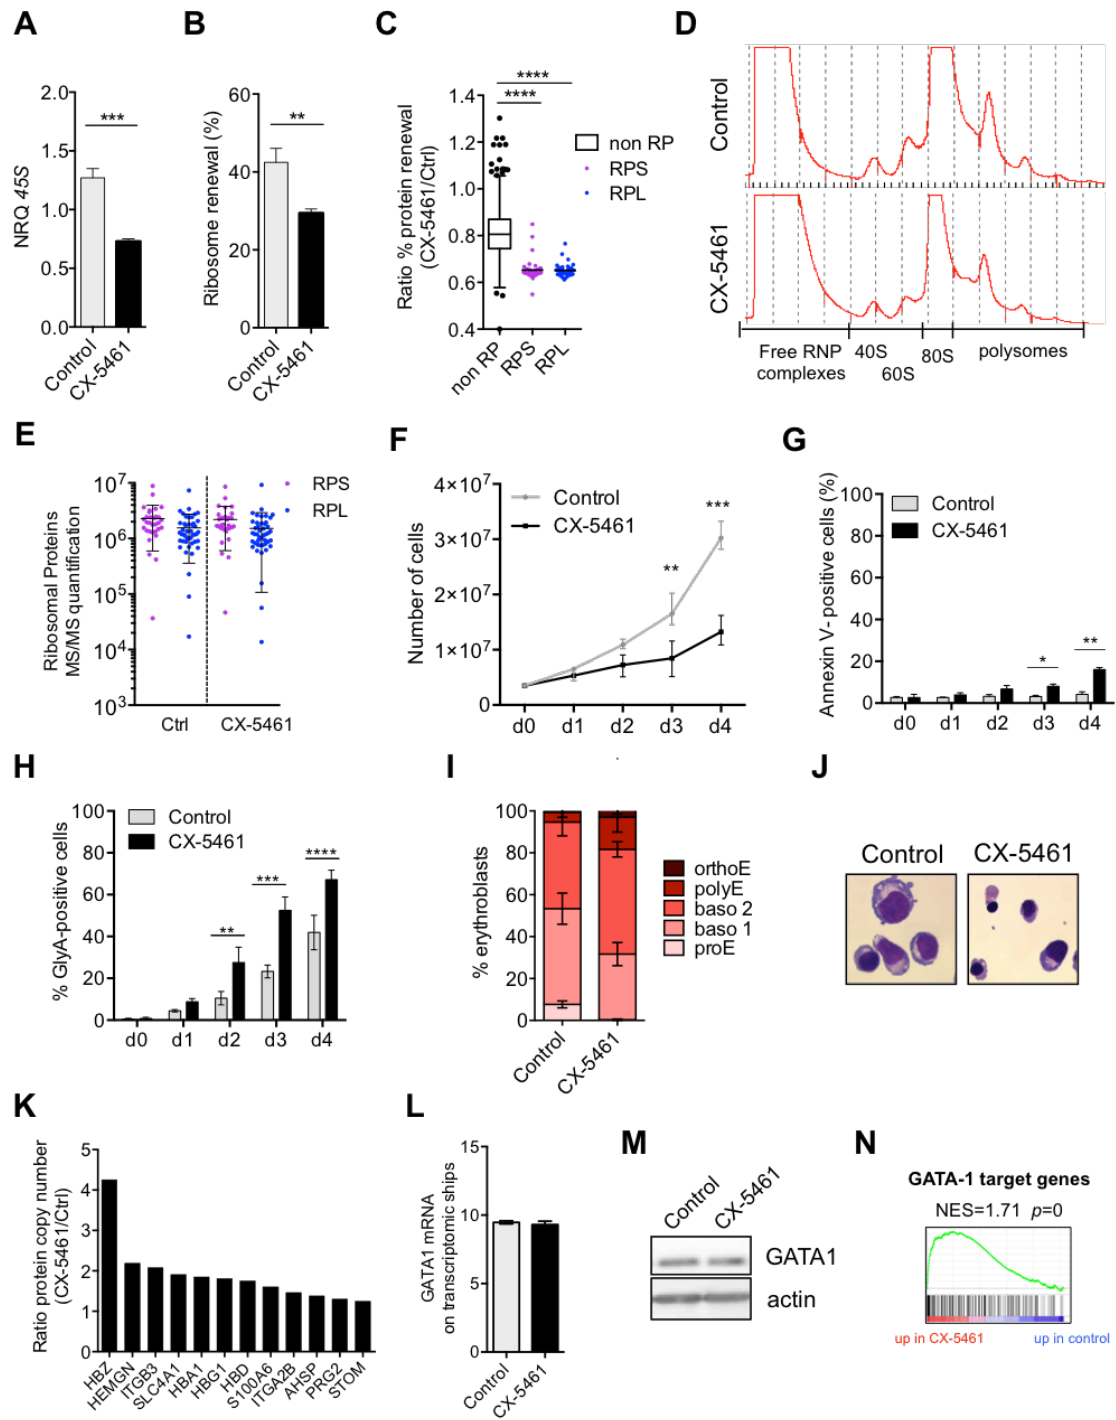 A
B
C
D
2.0
1.5
1.0
0.5
0.0
NRQ 45S
***
Control
CX-5461
60
40
20
0
Ribosome renewal (%)
**
Control
CX-5461
1.4
1.2
1.0
0.8
0.6
0.4
Ratio % protein renewal
(CX-5461/Ctrl)
****
****
non RP
RPS
RPL
non RP
RPS
RPL
Control
CX-5461
Free RNP
complexes
40S
60S
80S
polysomes
E
F
G
10⁷
10⁶
10⁵
10⁴
10³
Ribosomal Proteins
MS/MS quantification
RPS
RPL
Ctrl
CX-5461
4×10⁷
3×10⁷
2×10⁷
1×10⁷
0
Number of cells
Control
CX-5461
**
***
d0 d1 d2 d3 d4
100
80
60
40
20
0
Annexin V - positive cells (%)
Control
CX-5461
*
**
d0 d1 d2 d3 d4
H
I
J
100
80
60
40
20
0
% GlyA-positive cells
Control
CX-5461
**
***
****
d0 d1 d2 d3 d4
100
80
60
40
20
0
% erythroblasts
orthoE
polyE
baso 2
baso 1
proE
Control
CX-5461
Control
CX-5461
K
L
M
N
5
4
3
2
1
0
Ratio protein copy number
(CX-5461/Ctrl)
HBZ
HEMGN
ITGB3
SLC4A1
HBA1
HBG1
HBD
S100A6
ITGA2B
AHSP
PRG2
STOM
15
10
5
0
GATA1 mRNA
on transcriptomic ships
Control
CX-5461
Control
CX-5461
GATA1
actin
GATA-1 target genes
NES=1.71 p=0
up in CX-5461
up in control